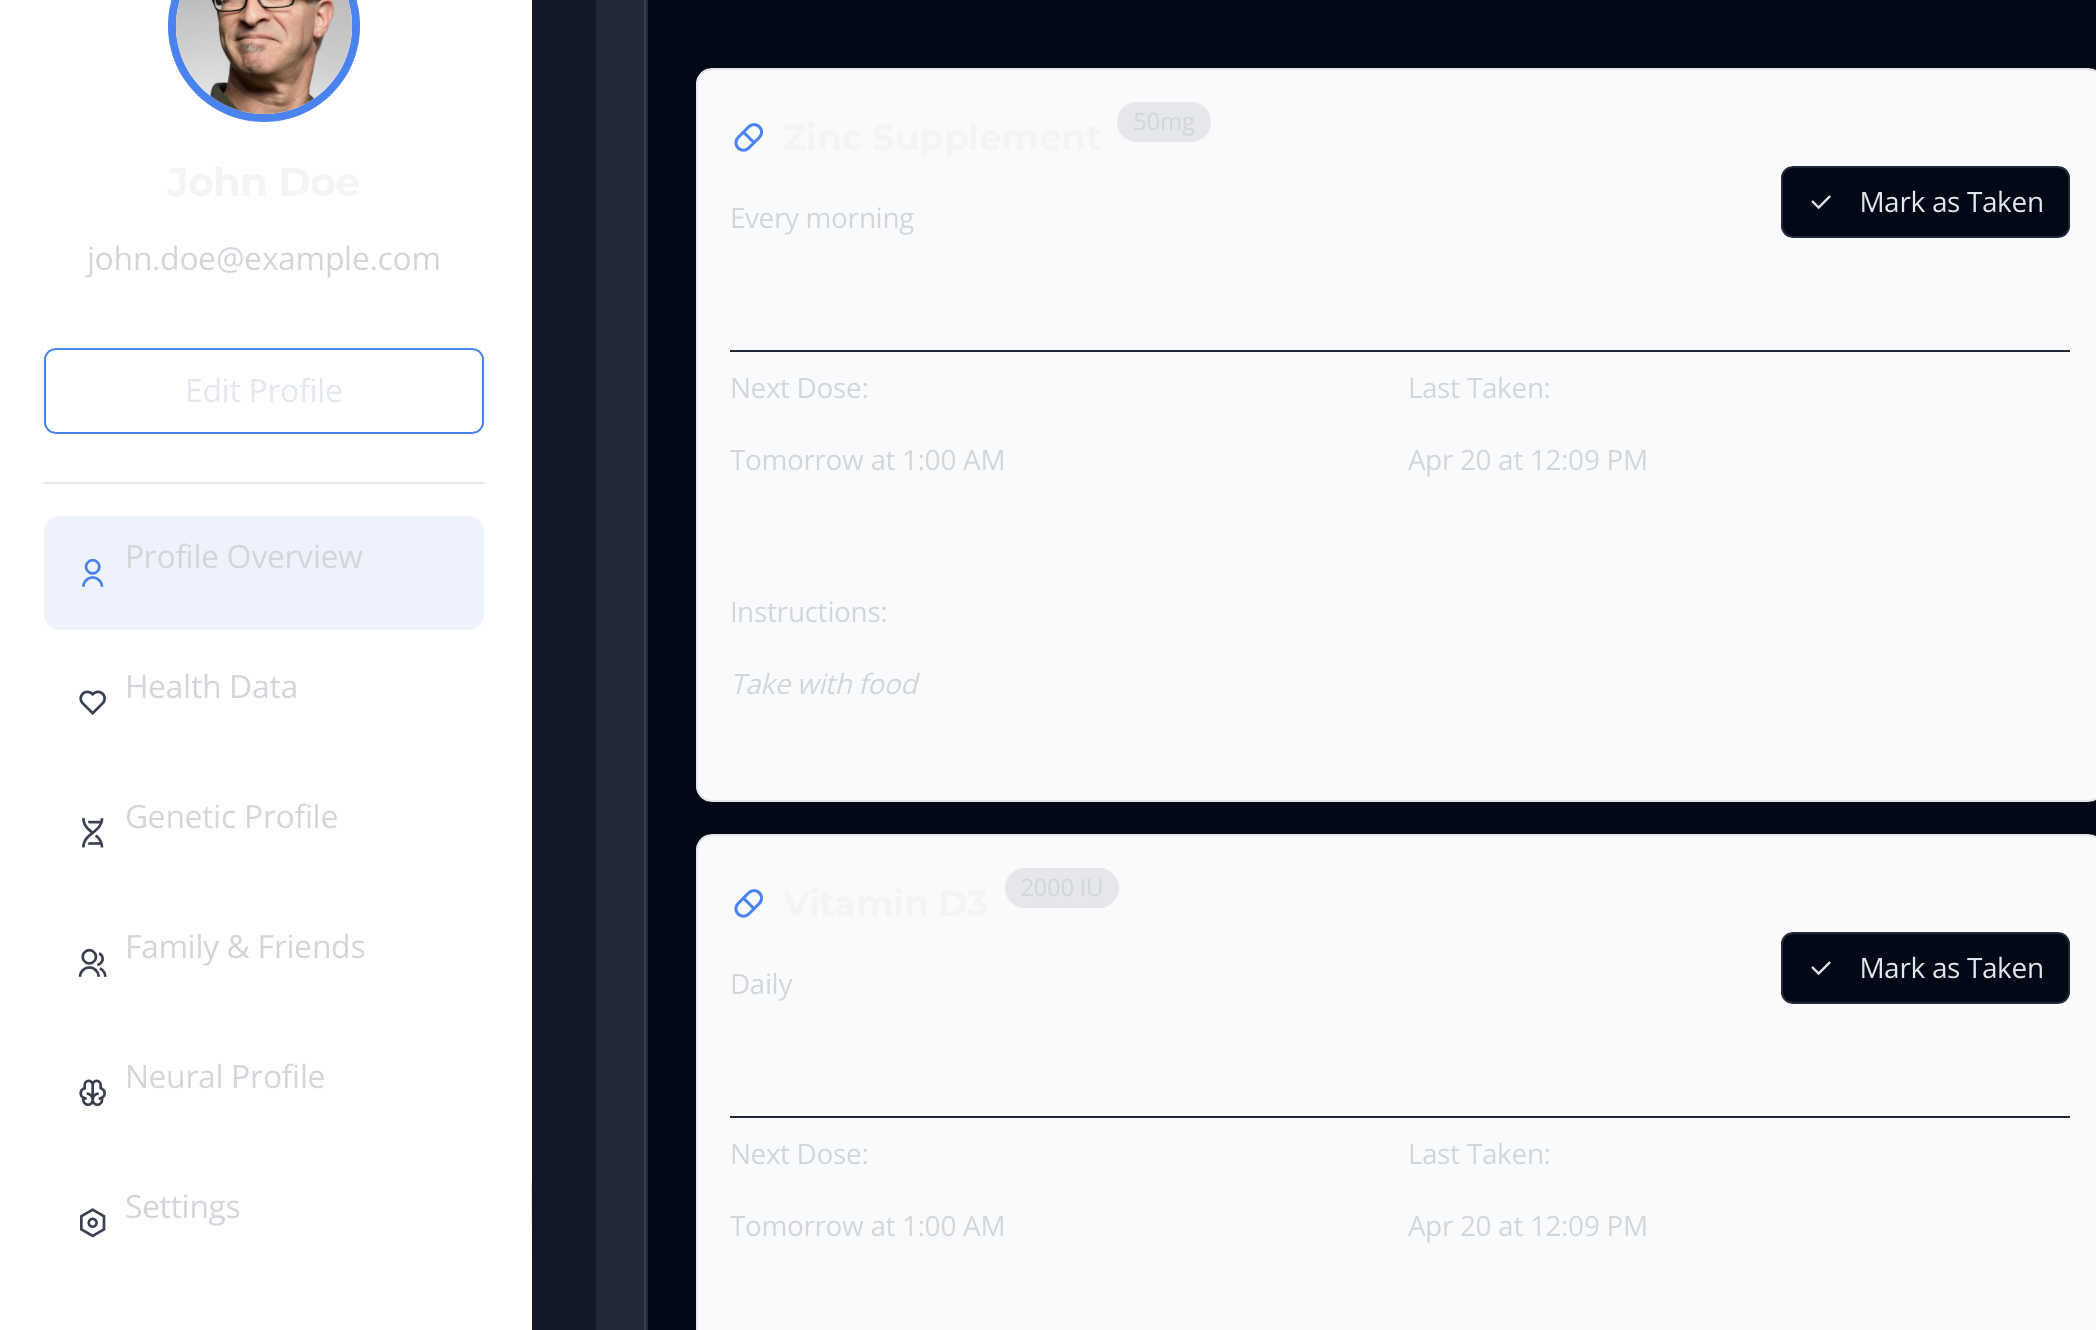 John Doe
john.doe@example.com
Edit Profile
Profile Overview
Health Data
Genetic Profile
Family & Friends
Neural Profile
Settings
Zinc Supplement 50mg
Every morning
Mark as Taken
Next Dose: Last Taken:
Tomorrow at 1:00 AM Apr 20 at 12:09 PM
Instructions:
Take with food
Vitamin D3 2000 IU
Daily
Mark as Taken
Next Dose: Last Taken:
Tomorrow at 1:00 AM Apr 20 at 12:09 PM